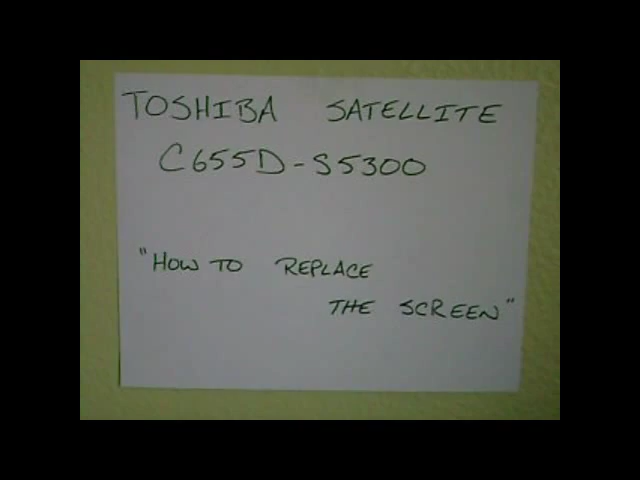 TOSHIBA SATELLITE
C655D-S5300
"HOW TO REPLACE
THE SCREEN"